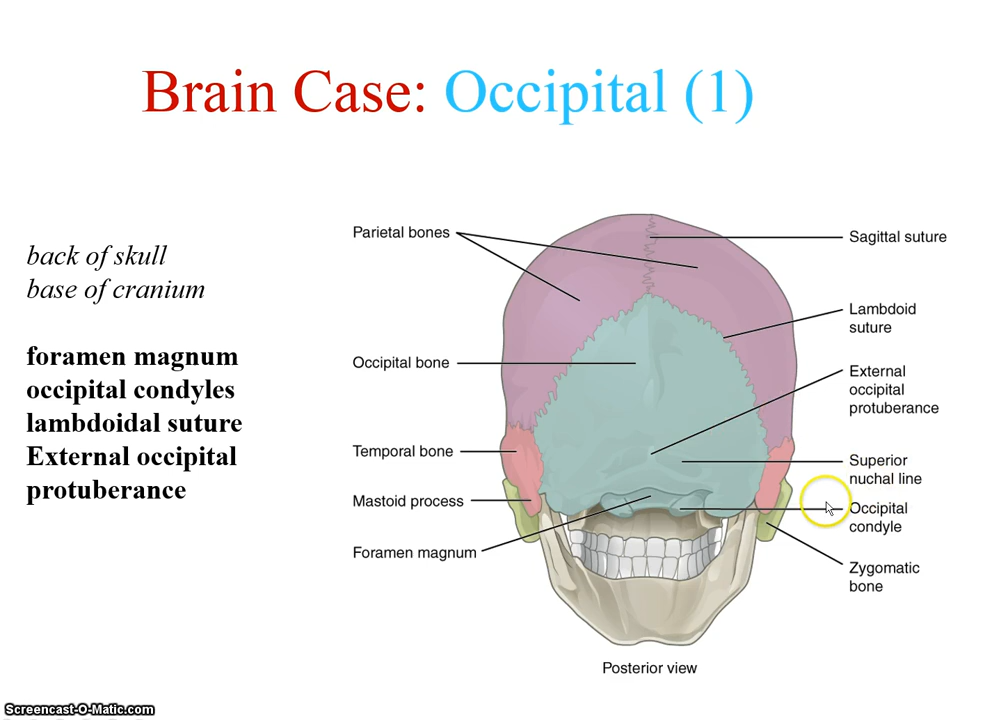 Brain Case: Occipital (1)
back of skull
base of cranium
foramen magnum
occipital condyles
lambdoidal suture
External occipital
protuberance
Parietal bones
Occipital bone
Temporal bone
Mastoid process
Foramen magnum
Sagittal suture
Lambdoid
suture
External
occipital
protuberance
Superior
nuchal line
Occipital
condyle
Zygomatic
bone
Posterior view
Screencast-O-Matic.com